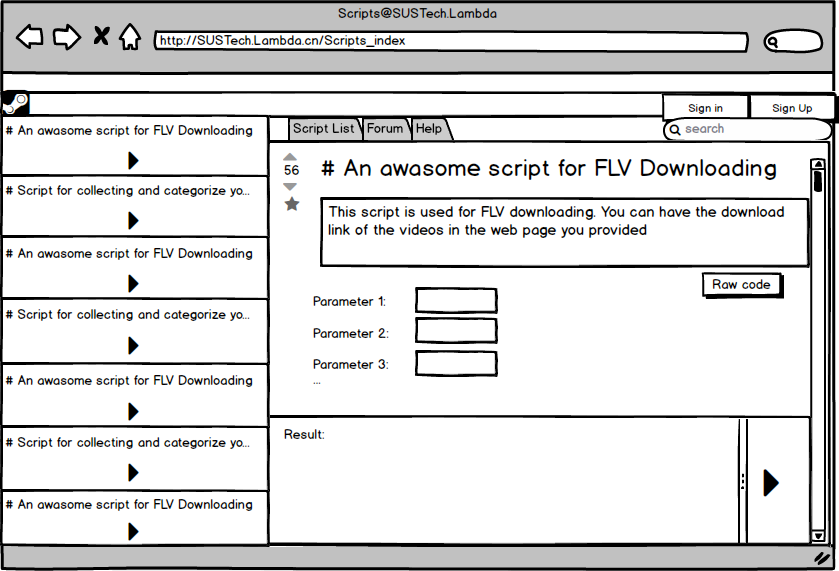 Scripts@SUSTech.Lambda
http://SUSTech.Lambda.cn/Scripts_index
Sign in
Sign Up
Script List
Forum
Help
search
# An awasome script for FLV Downloading
# Script for collecting and categorize yo...
# An awasome script for FLV Downloading
# Script for collecting and categorize yo...
# An awasome script for FLV Downloading
# Script for collecting and categorize yo...
# An awasome script for FLV Downloading
56
# An awasome script for FLV Downloading
This script is used for FLV downloading. You can have the download
link of the videos in the web page you provided
Raw code
Parameter 1:
Parameter 2:
Parameter 3:
...
Result: